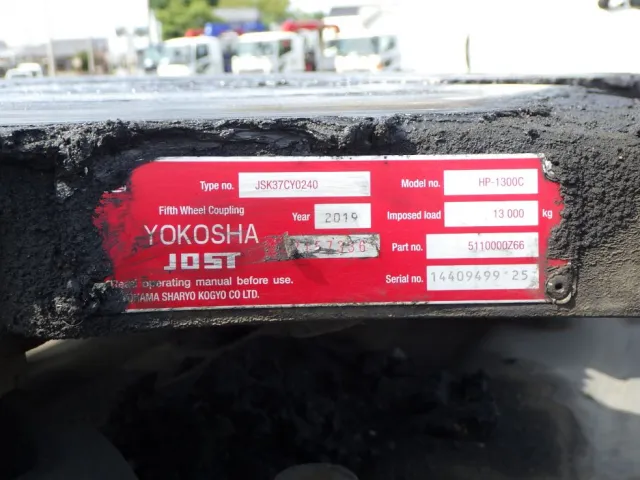 Type no. JSK37CY0240 Model no. HP-1300C
Fifth Wheel Coupling Year 2019 Imposed load 13 000 kg
YOKOSHA
JOST
Part no. 5110000Z66
operating manual before use. Serial no. 14409499 25
SHARYO KOGYO CO LTD.